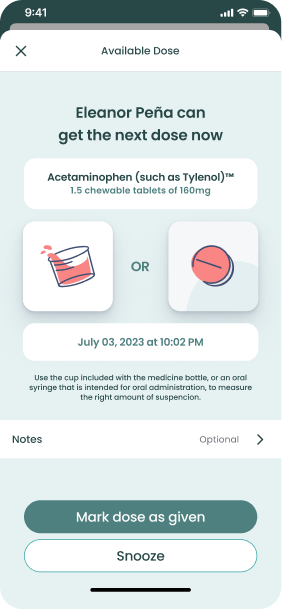 9:41
Available Dose
Eleanor Peña can
get the next dose now
Acetaminophen (such as Tylenol)™
1.5 chewable tablets of 160mg
OR
July 03, 2023 at 10:02 PM
Use the cup included with the medicine bottle, or an oral
syringe that is intended for oral administration, to measure
the right amount of suspencion.
Notes Optional
Mark dose as given
Snooze